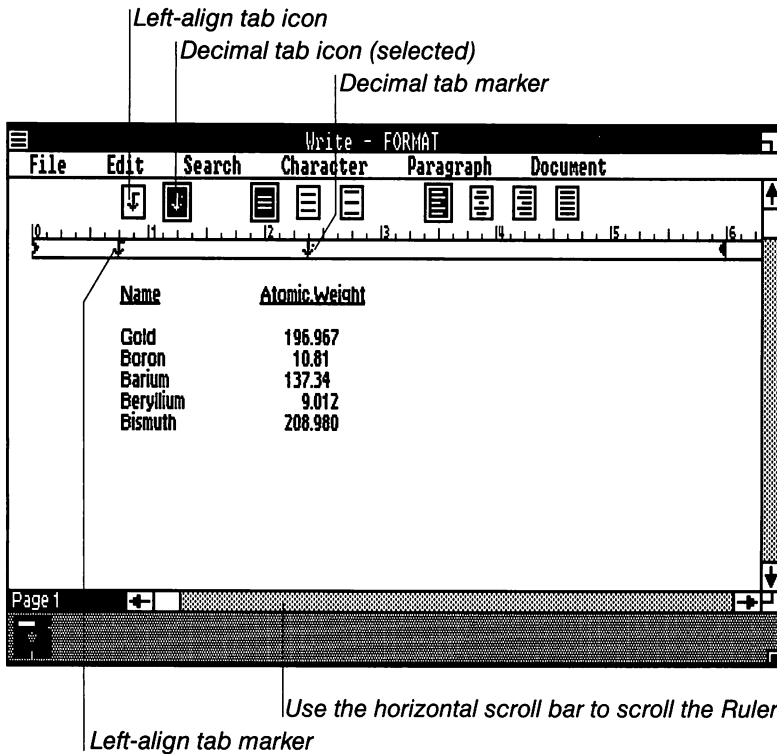 Left-align tab icon
Decimal tab icon (selected)
Decimal tab marker
Write - FORMAT
File Edit Search Character Paragraph Document
0 1 2 3 4 5 6
Name Atomic Weight
Gold 196.967
Boron 10.81
Barium 137.34
Beryllium 9.012
Bismuth 208.980
Page 1
Use the horizontal scroll bar to scroll the Ruler
Left-align tab marker